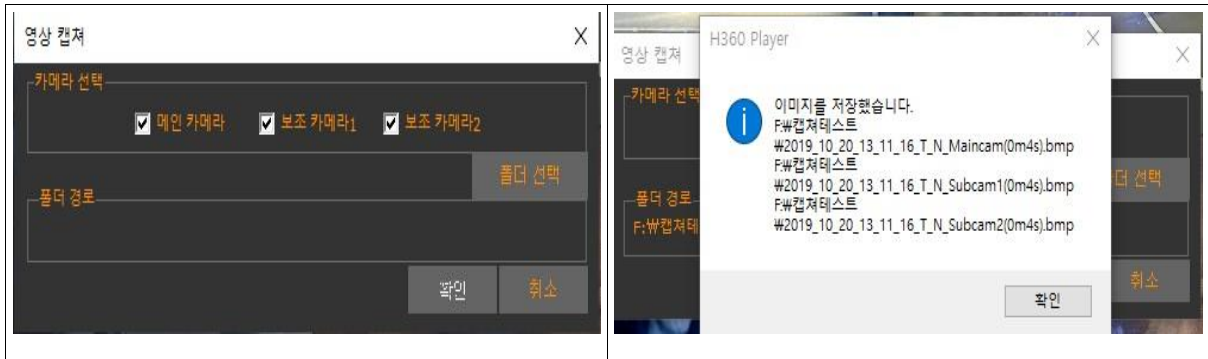 영상 캡쳐
X
카메라 선택
메인 카메라 보조 카메라1 보조 카메라2
폴더 선택
폴더 경로
확인 취소
H360 Player
X
영상 캡쳐
X
카메라 선택
이미지를 저장했습니다.
F:₩캡쳐테스트
₩2019_10_20_13_11_16_T_N_Maincam(0m4s).bmp
F:₩캡쳐테스트
₩2019_10_20_13_11_16_T_N_Subcam1(0m4s).bmp
F:₩캡쳐테스트
₩2019_10_20_13_11_16_T_N_Subcam2(0m4s).bmp
더 선택
폴더 경로
F:₩캡쳐테
취소
확인